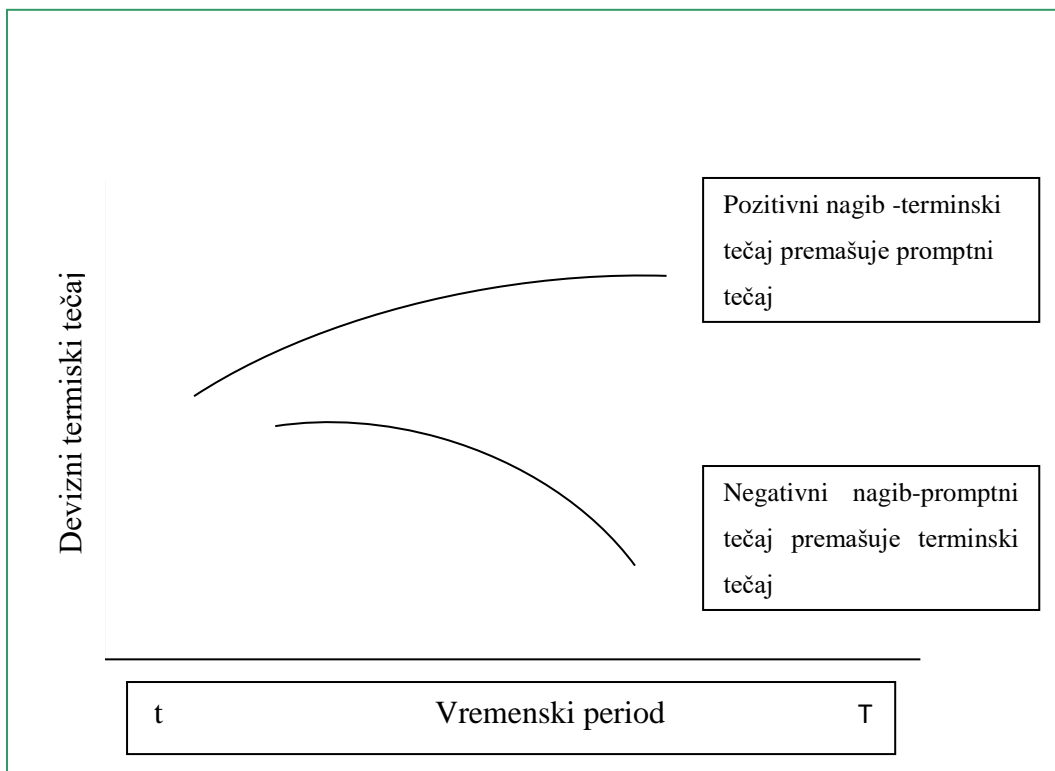 Pozitivni nagib -terminski
tečaj premašuje promptni
tečaj
Devizni termiski tečaj
Negativni nagib-promptni
tečaj premašuje terminski
tečaj
t Vremenski period T